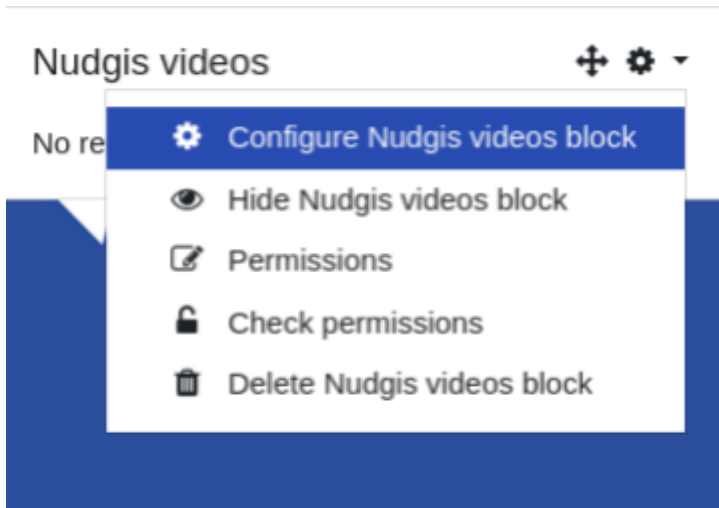 Nudgis videos
No re
Configure Nudgis videos block
Hide Nudgis videos block
Permissions
Check permissions
Delete Nudgis videos block